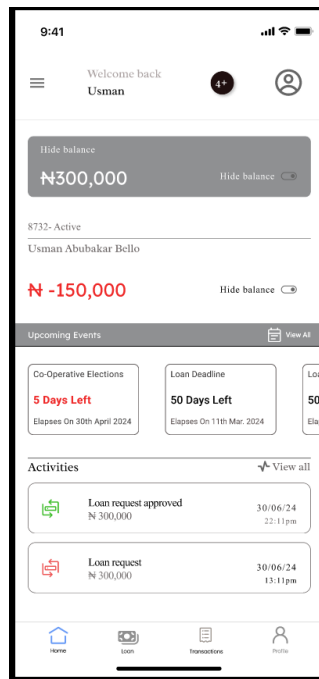 9:41
Welcome back
Usman
4+
Hide balance
₦300,000
Hide balance
8732- Active
Usman Abubakar Bello
₦ -150,000
Hide balance
Upcoming Events
View All
Co-Operative Elections
5 Days Left
Elapses On 30th April 2024
Loan Deadline
50 Days Left
Elapses On 11th Mar. 2024
Lo
50
Ela
Activities
View all
Loan request approved
₦ 300,000
30/06/24
22:11pm
Loan request
₦ 300,000
30/06/24
13:11pm
Home
Loan
Transactions
Profile